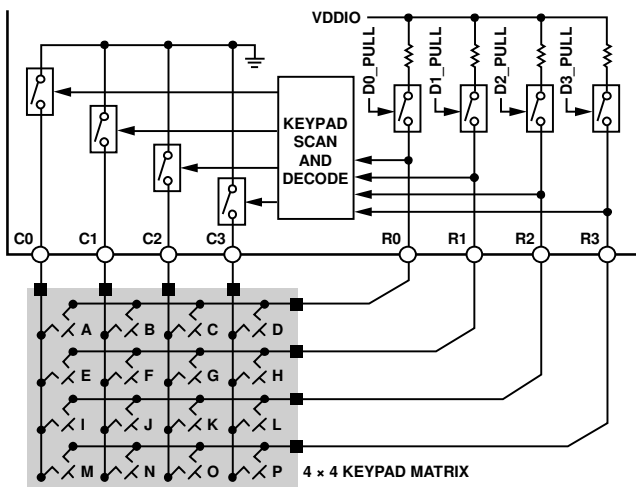 VDDIO
D0_PULL
D1_PULL
D2_PULL
D3_PULL
KEYPAD
SCAN
AND
DECODE
C0 C1 C2 C3 R0 R1 R2 R3
A B C D
E F G H
I J K L
M N O P
4 × 4 KEYPAD MATRIX